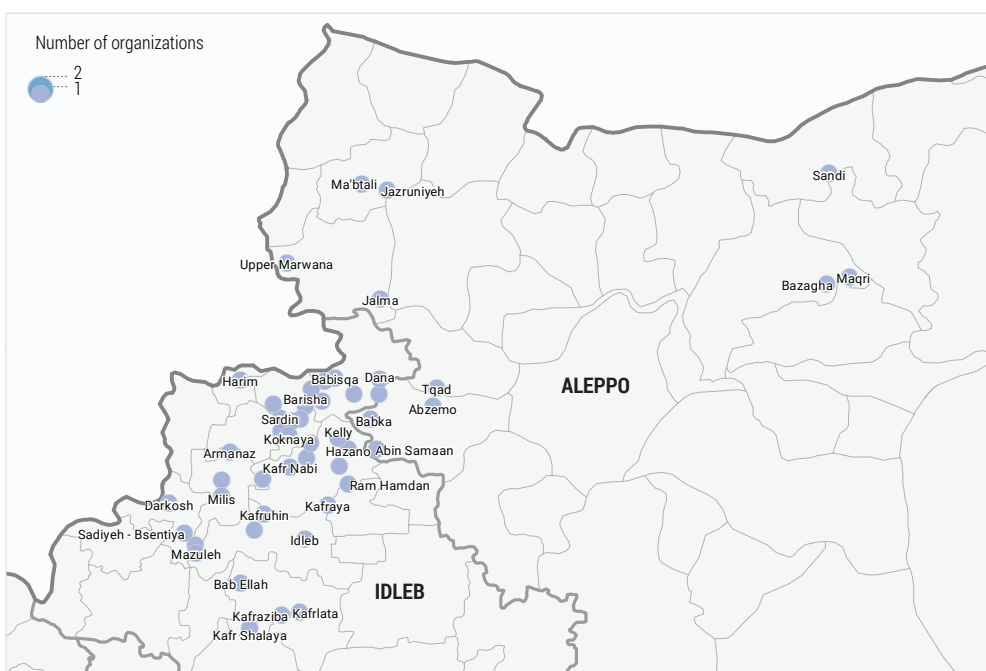 Number of organizations
2
1
Ma'btali
Jazruniyeh
Sandi
Upper Marwana
Jalma
Bazagha
Maqri
Harim
Babisqa
Dana
Tqad
ALEPPO
Barisha
Abzemo
Sardin
Babka
Koknaya
Kelly
Armanaz
Hazano
Abin Samaan
Kafr Nabi
Ram Hamdan
Milis
Darkosh
Kafraya
Kafruhin
Sadiyeh - Bsentiya
Idleb
Mazuleh
Bab Ellah
IDLEB
Kafraziba
Kafrlata
Kafr Shalaya